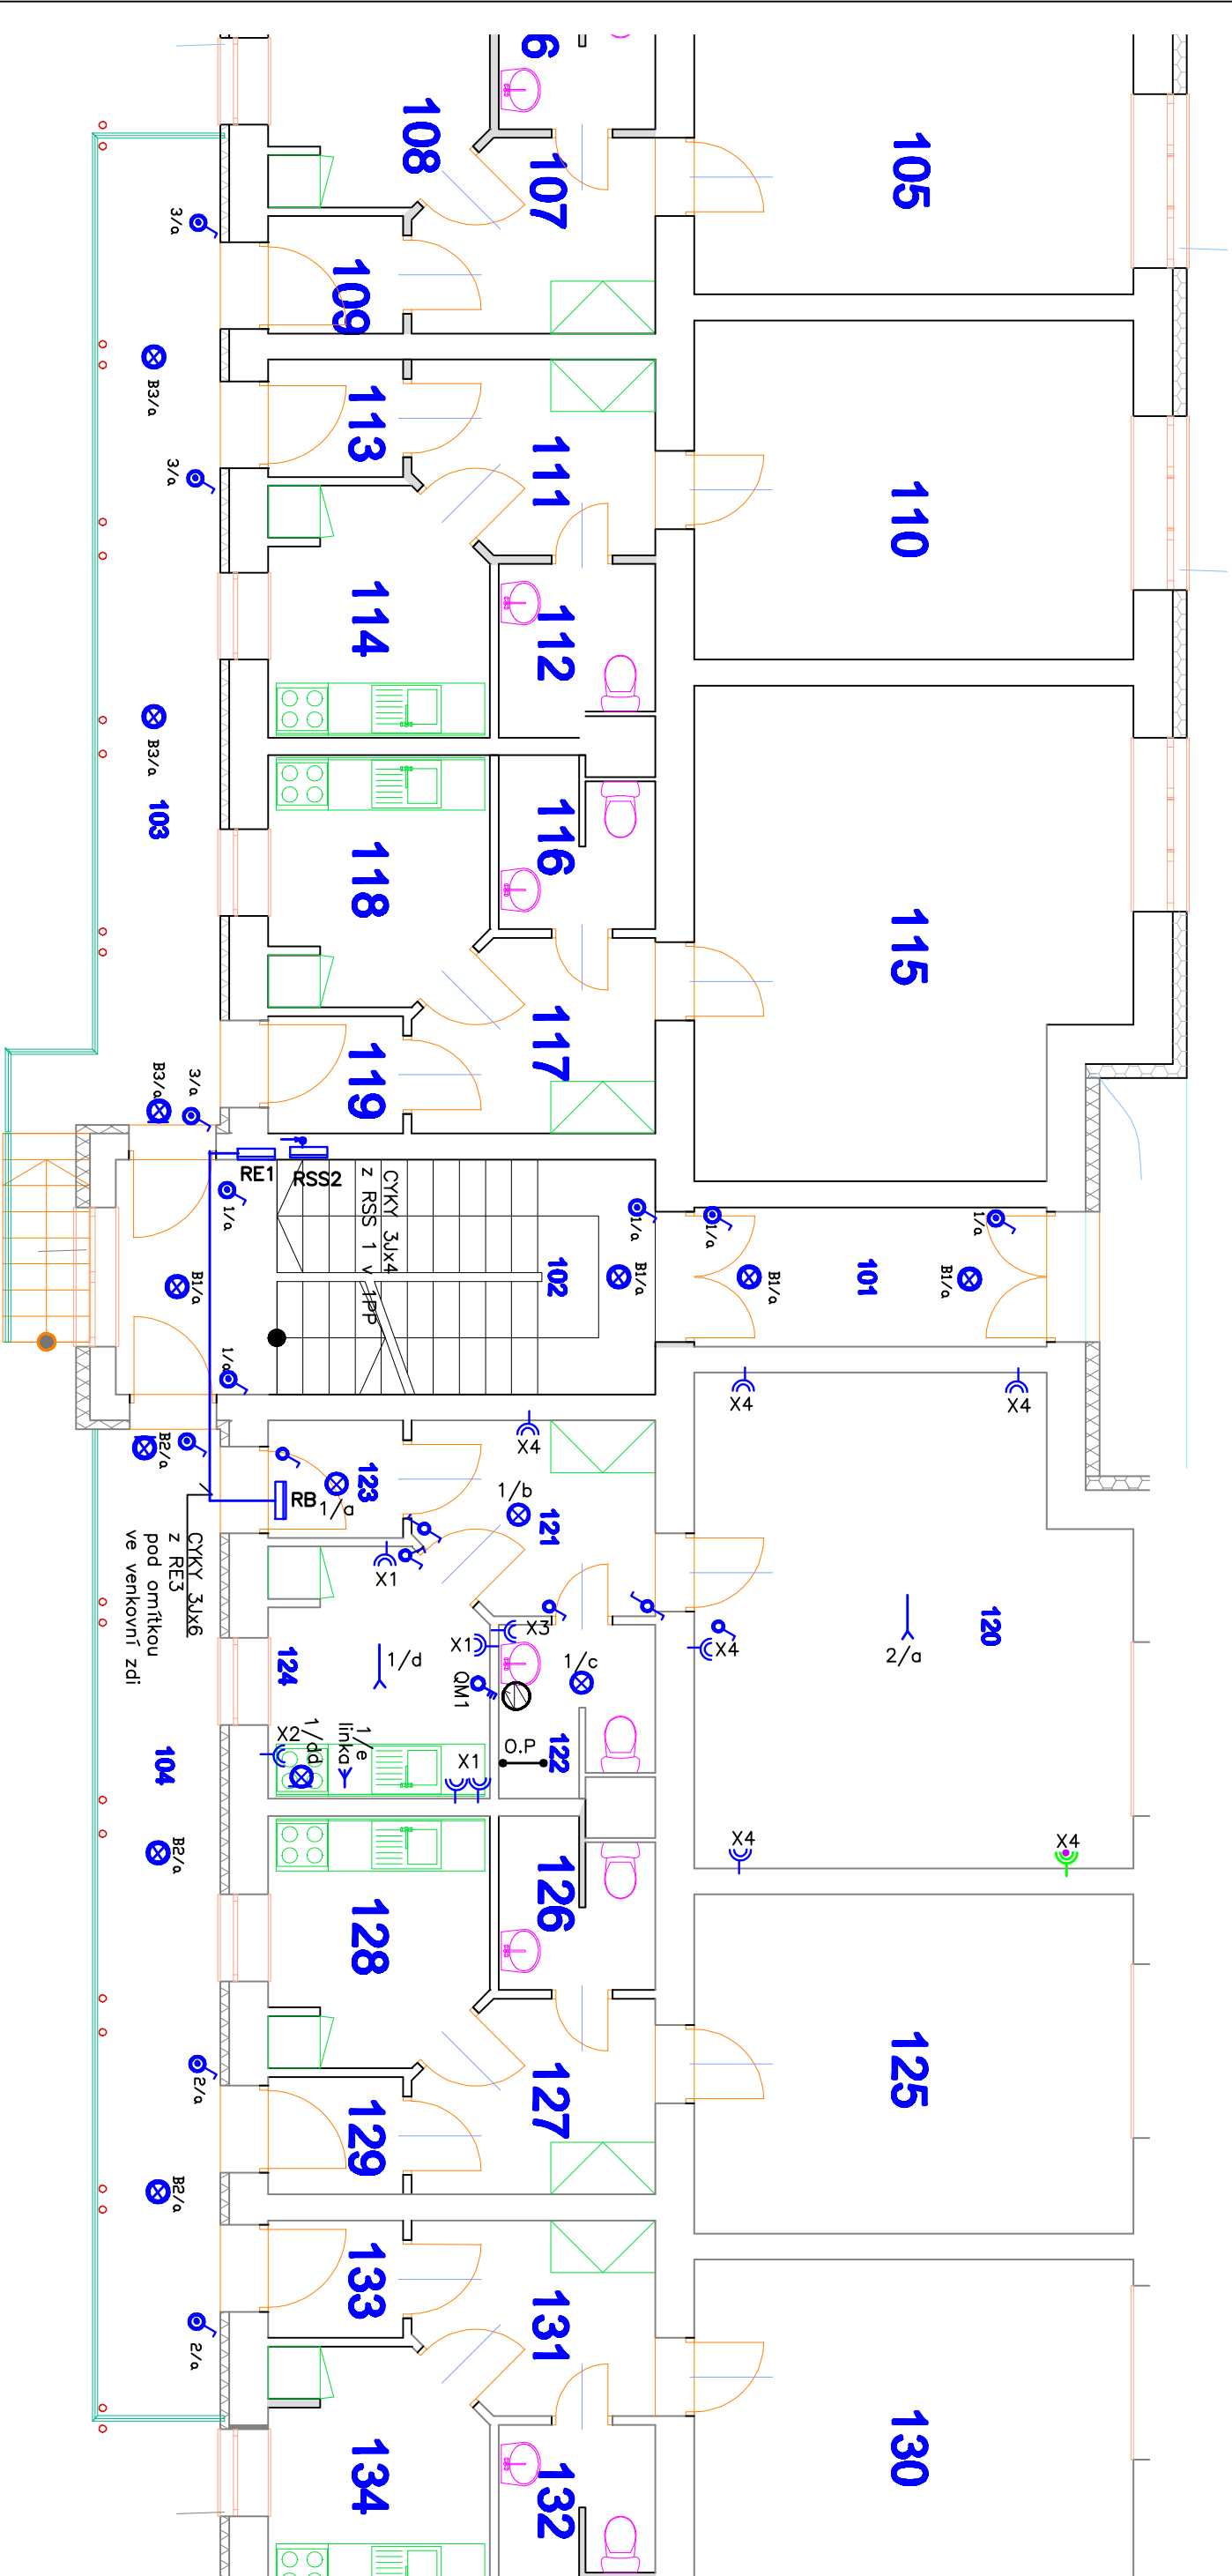 6
105
108
107
3/a
109
B3/a
113
111
3/a
110
114
112
B3/a
103
116
118
115
117
119
3/a
B3/a
RE1
RSS2
CYKY 3Jx4
z RSS 1 v 1PP
1/a
1/a
1/a
1/a
B1/a
102
B1/a
B1/a
101
B1/a
1/a
X4
X4
X4
B2/a
123
RB
1/a
1/b
121
X1
CYKY 3Jx6
z RE3
pod omítkou
ve venkovní zdi
120
2/a
X3
X1
X4
124
1/d
QM1
1/c
X2
1/dd
1/e
linka
X1
O.P
122
104
X4
X4
B2/a
126
128
125
127
2/a
129
B2/a
133
131
2/a
130
134
132